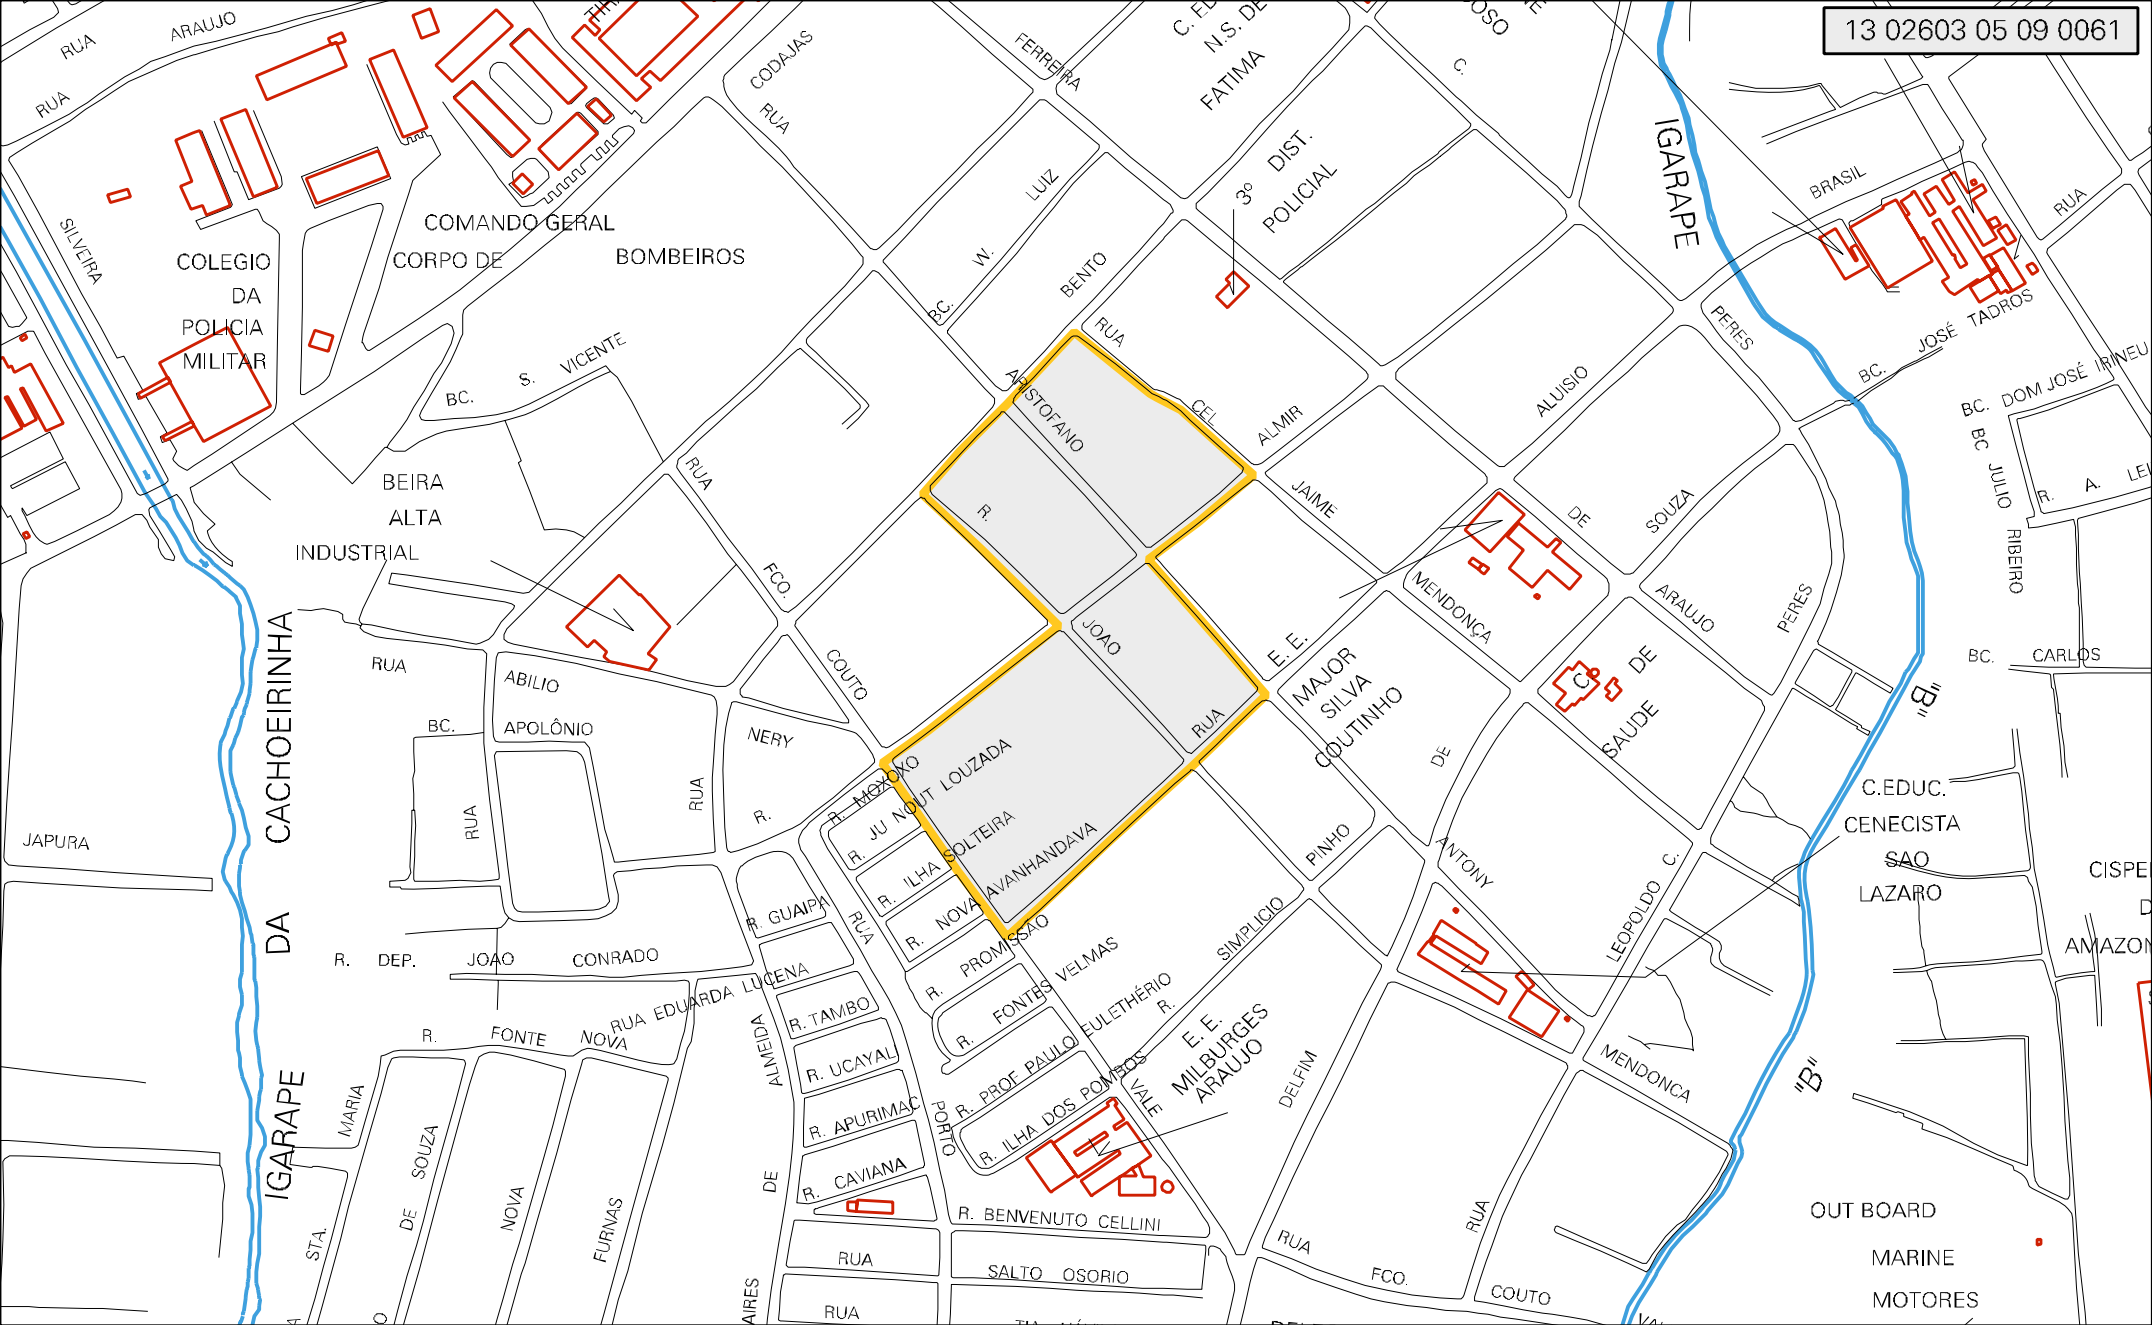 13 02603 05 09 0061
RUA
ARAUJO
RUA
CODAJAS
RUA
FERREIRA
C. ED
N.S. DE
FATIMA
OSO
C.
IGARAPE
BRASIL
RUA
SILVEIRA
COLEGIO
DA
POLICIA
MILITAR
COMANDO GERAL
CORPO DE
BOMBEIROS
BC.
W.
LUIZ
BENTO
3º DIST.
POLICIAL
PERES
BC. JOSÉ TADROS
BC. DOM JOSÉ IRINEU
BC JULIO RIBEIRO
R. A. LEI
BC. S. VICENTE
RUA
CEL
ALMIR
JAIME
ALUISIO
DE
SOUZA
ARAUJO
PERES
ARISTOFANO
R.
BEIRA
ALTA
INDUSTRIAL
RUA
FCO.
COUTO
JOAO
RUA
MENDONÇA
E. E.
MAJOR
SILVA
COUTINHO
C. DE
SAUDE
DE
BC. CARLOS
"B"
IGARAPE DA CACHOEIRINHA
RUA
ABILIO
NERY
BC.
APOLÔNIO
RUA
RUA
R.
JAPURA
R. MOXOXO
R. JU NOUT LOUZADA
R. ILHA SOLTEIRA
R. NOVA AVANHANDAVA
R. PROMISSAO
R. FONTES VELMAS
R. PROF PAULO EULETHÉRIO
R. ILHA DOS POMBOS
R. SIMPLICIO
PINHO
ANTONY
LEOPOLDO C.
C.EDUC.
CENECISTA
SAO
LAZARO
CISPE
D
AMAZON
R. GUAIPA
RUA
R. DEP. JOAO CONRADO
RUA EDUARDA LUCENA
R. TAMBO
R. UCAYAL
R. APURIMAC
R. CAVIANA
ALMEIDA
DE
AIRES
PORTO
VALE
R. FONTE NOVA
STA.
MARIA
DE SOUZA
NOVA
FURNAS
E. E.
MILBURGES
ARAUJO
DELFIM
MENDONCA
"B"
R. BENVENUTO CELLINI
RUA
SALTO OSORIO
RUA
RUA
FCO.
COUTO
RUA
OUT BOARD
MARINE
MOTORES